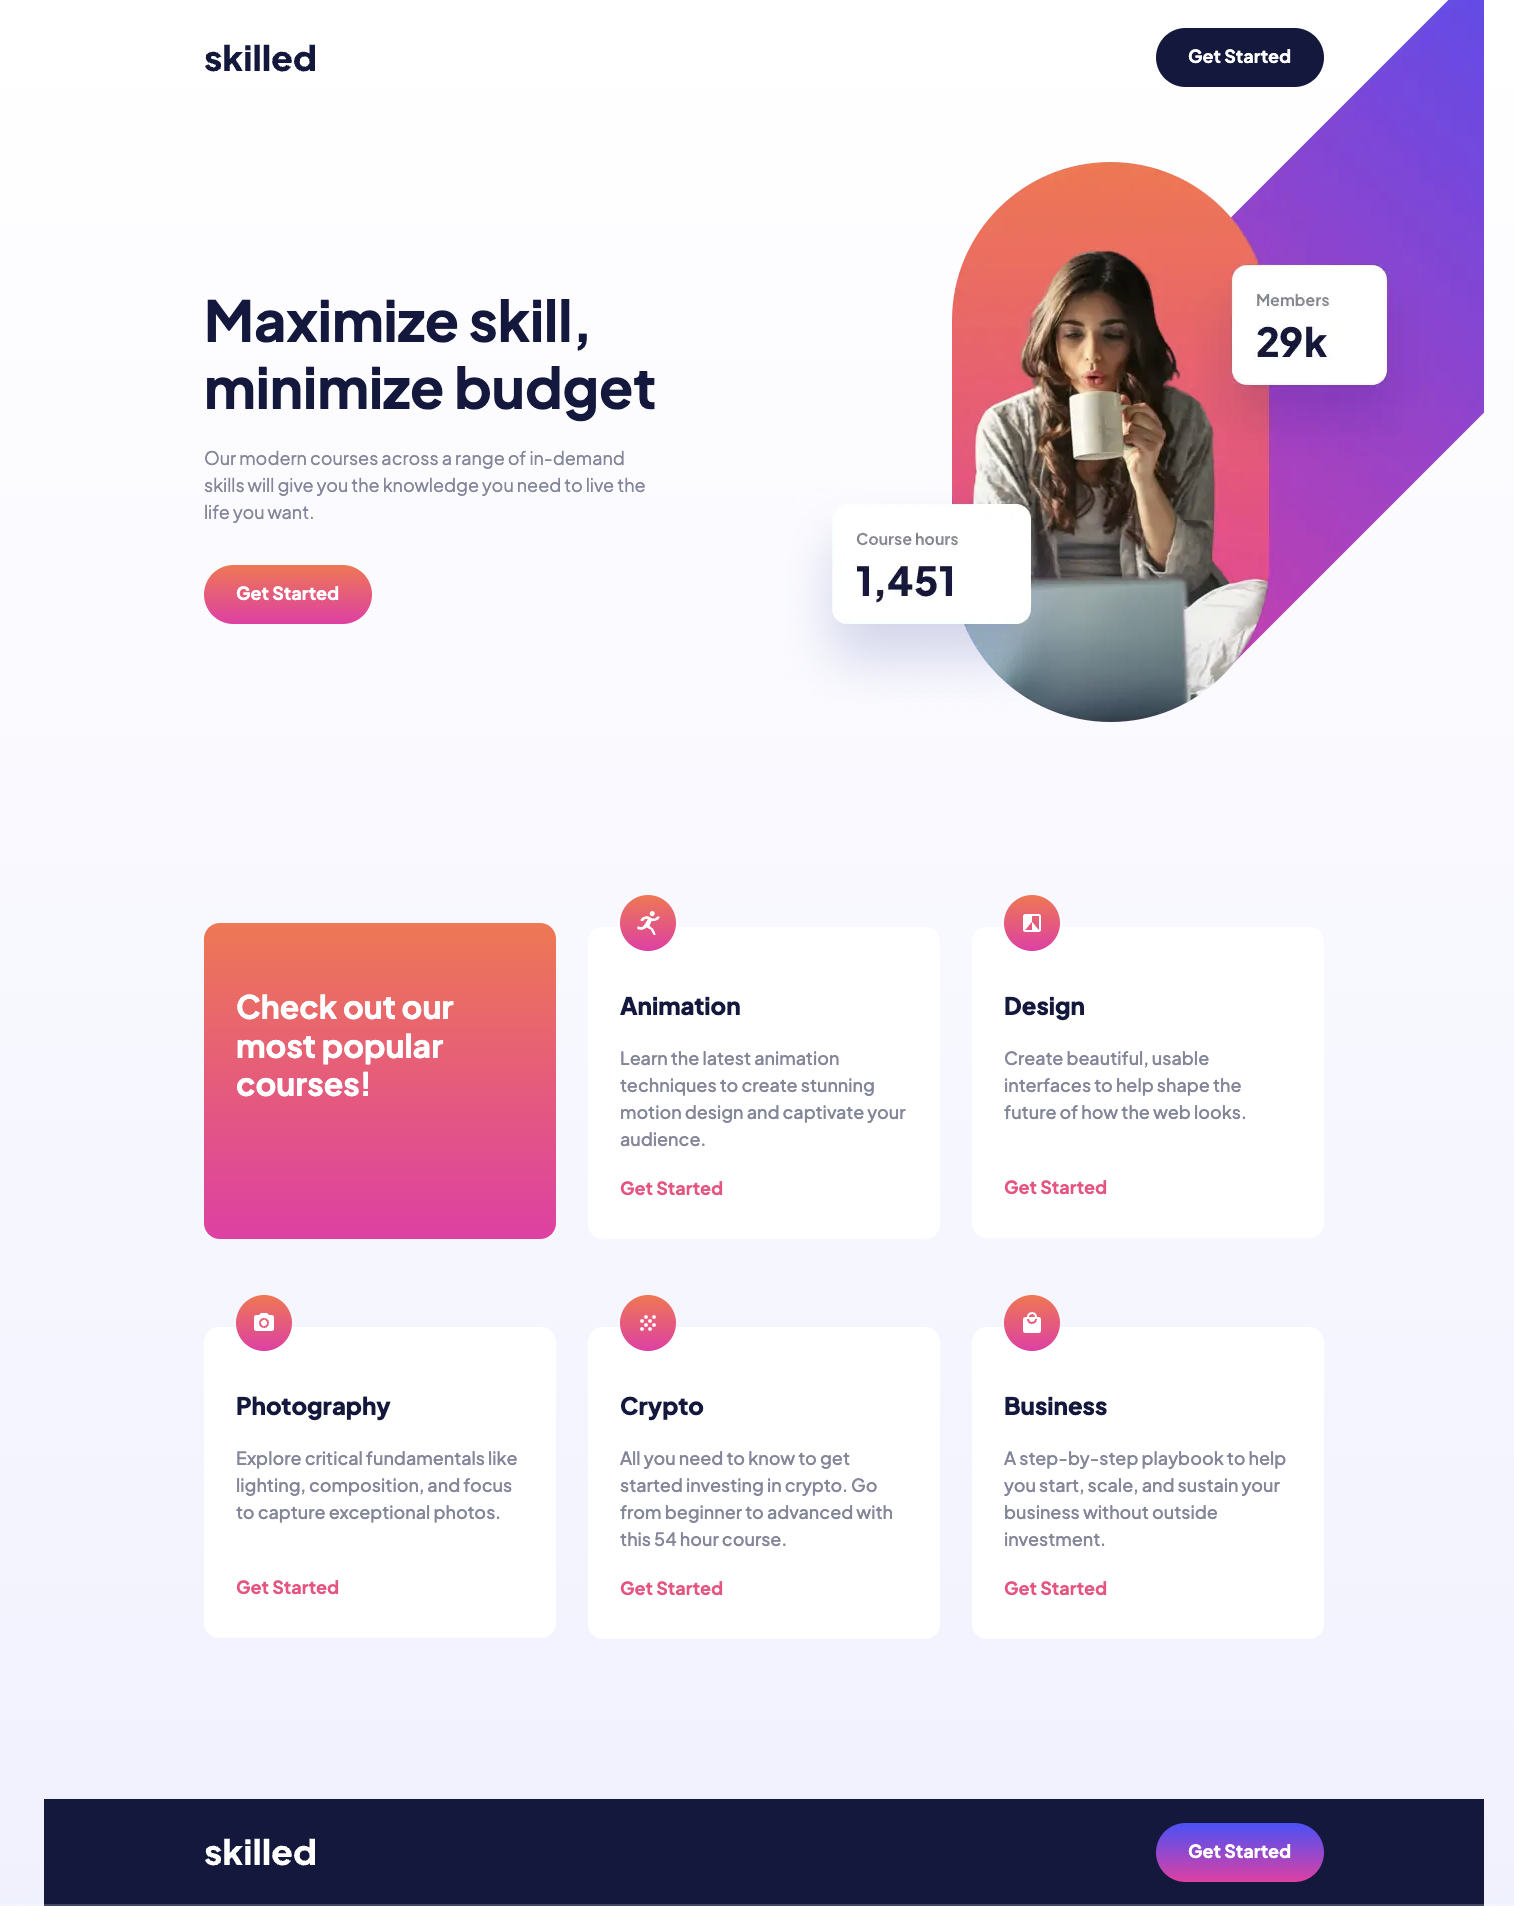 skilled
Get Started
Maximize skill,
minimize budget
Our modern courses across a range of in-demand
skills will give you the knowledge you need to live the
life you want.
Get Started
Members
29k
Course hours
1,451
Check out our
most popular
courses!
Animation
Learn the latest animation
techniques to create stunning
motion design and captivate your
audience.
Get Started
Design
Create beautiful, usable
interfaces to help shape the
future of how the web looks.
Get Started
Photography
Explore critical fundamentals like
lighting, composition, and focus
to capture exceptional photos.
Get Started
Crypto
All you need to know to get
started investing in crypto. Go
from beginner to advanced with
this 54 hour course.
Get Started
Business
A step-by-step playbook to help
you start, scale, and sustain your
business without outside
investment.
Get Started
skilled
Get Started